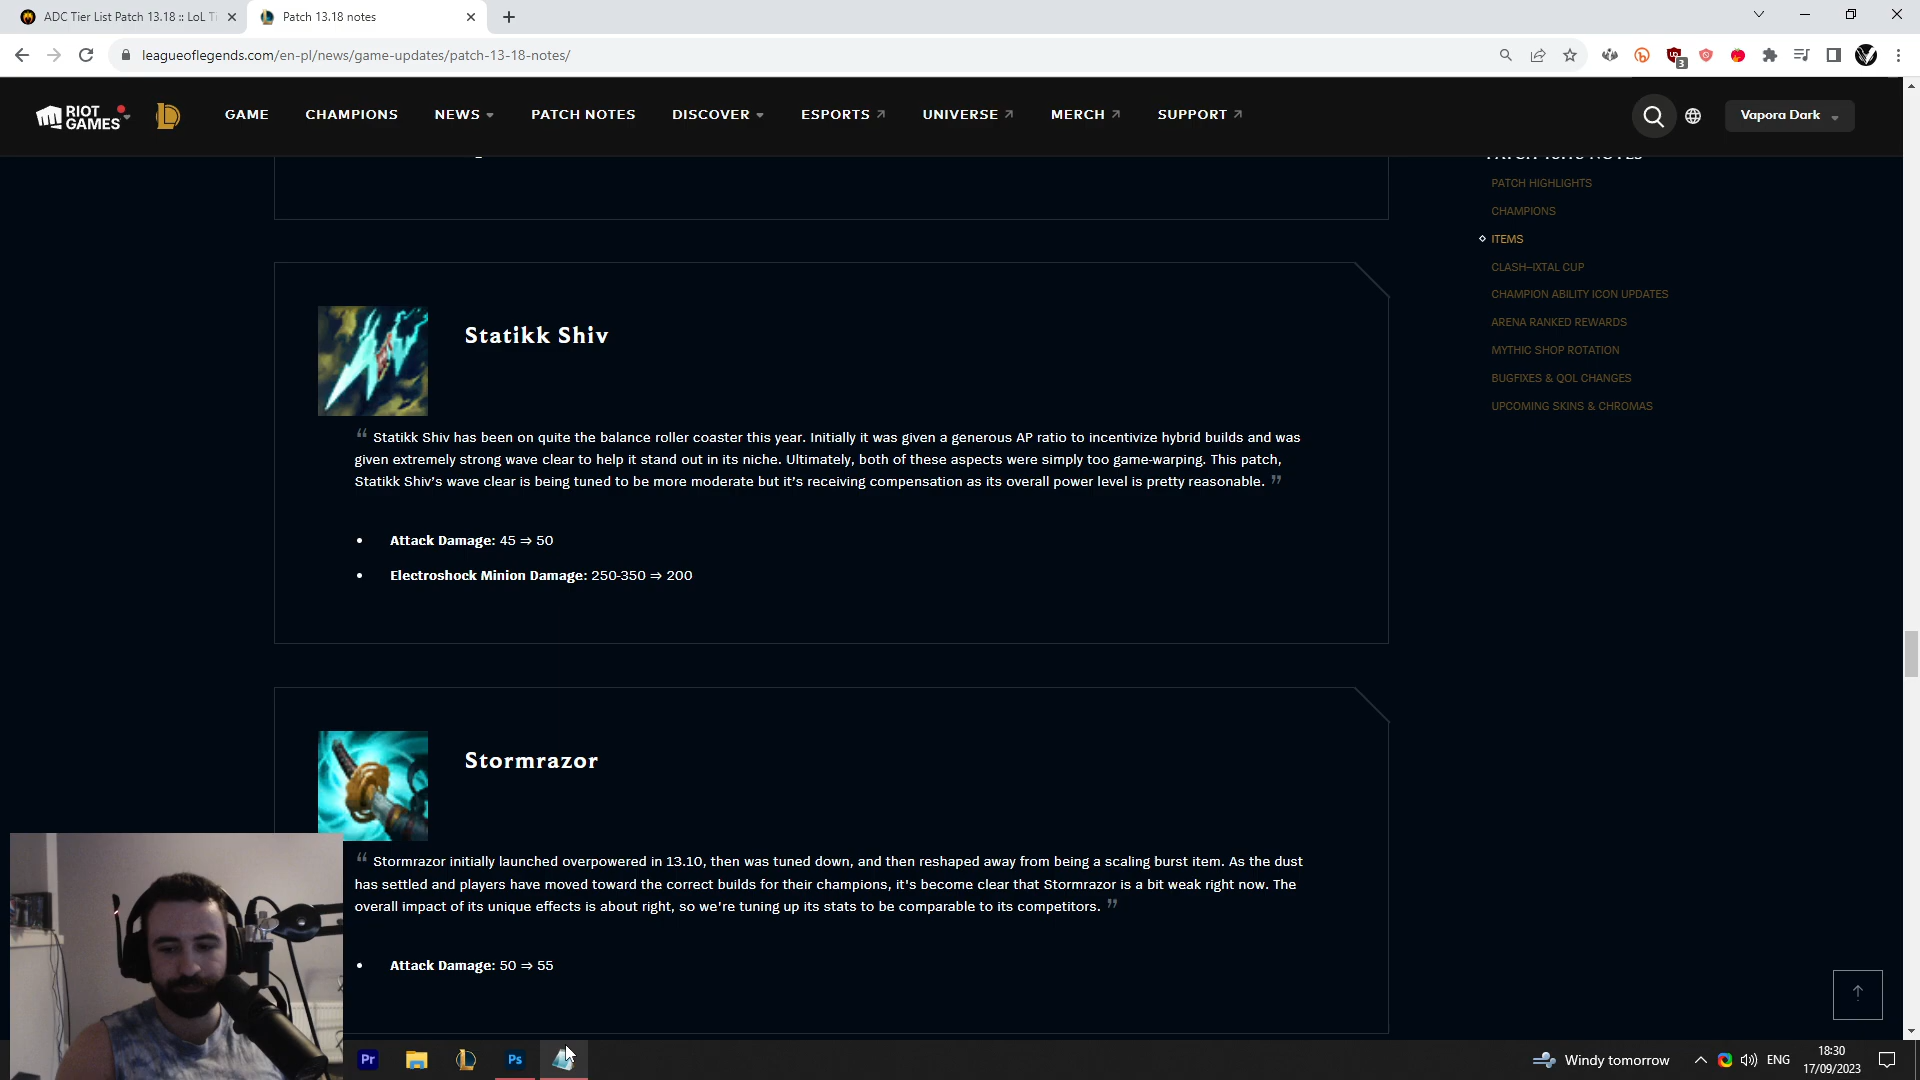 ADC Tier List Patch 13.18 :: LoL Ti
Patch 13.18 notes
leagueoflegends.com/en-pl/news/game-updates/patch-13-18-notes/
3
RIOT GAMES
GAME
CHAMPIONS
NEWS
PATCH NOTES
DISCOVER
ESPORTS
UNIVERSE
MERCH
SUPPORT
Vapora Dark
PATCH 13.18 NOTES
PATCH HIGHLIGHTS
CHAMPIONS
ITEMS
CLASH–IXTAL CUP
CHAMPION ABILITY ICON UPDATES
ARENA RANKED REWARDS
MYTHIC SHOP ROTATION
BUGFIXES & QOL CHANGES
UPCOMING SKINS & CHROMAS
Statikk Shiv
“ Statikk Shiv has been on quite the balance roller coaster this year. Initially it was given a generous AP ratio to incentivize hybrid builds and was
given extremely strong wave clear to help it stand out in its niche. Ultimately, both of these aspects were simply too game-warping. This patch,
Statikk Shiv’s wave clear is being tuned to be more moderate but it’s receiving compensation as its overall power level is pretty reasonable. ”
• Attack Damage: 45 ⇒ 50
• Electroshock Minion Damage: 250-350 ⇒ 200
Stormrazor
“ Stormrazor initially launched overpowered in 13.10, then was tuned down, and then reshaped away from being a scaling burst item. As the dust
has settled and players have moved toward the correct builds for their champions, it's become clear that Stormrazor is a bit weak right now. The
overall impact of its unique effects is about right, so we're tuning up its stats to be comparable to its competitors. ”
• Attack Damage: 50 ⇒ 55
Pr
Ps
Windy tomorrow
ENG
18:30
17/09/2023